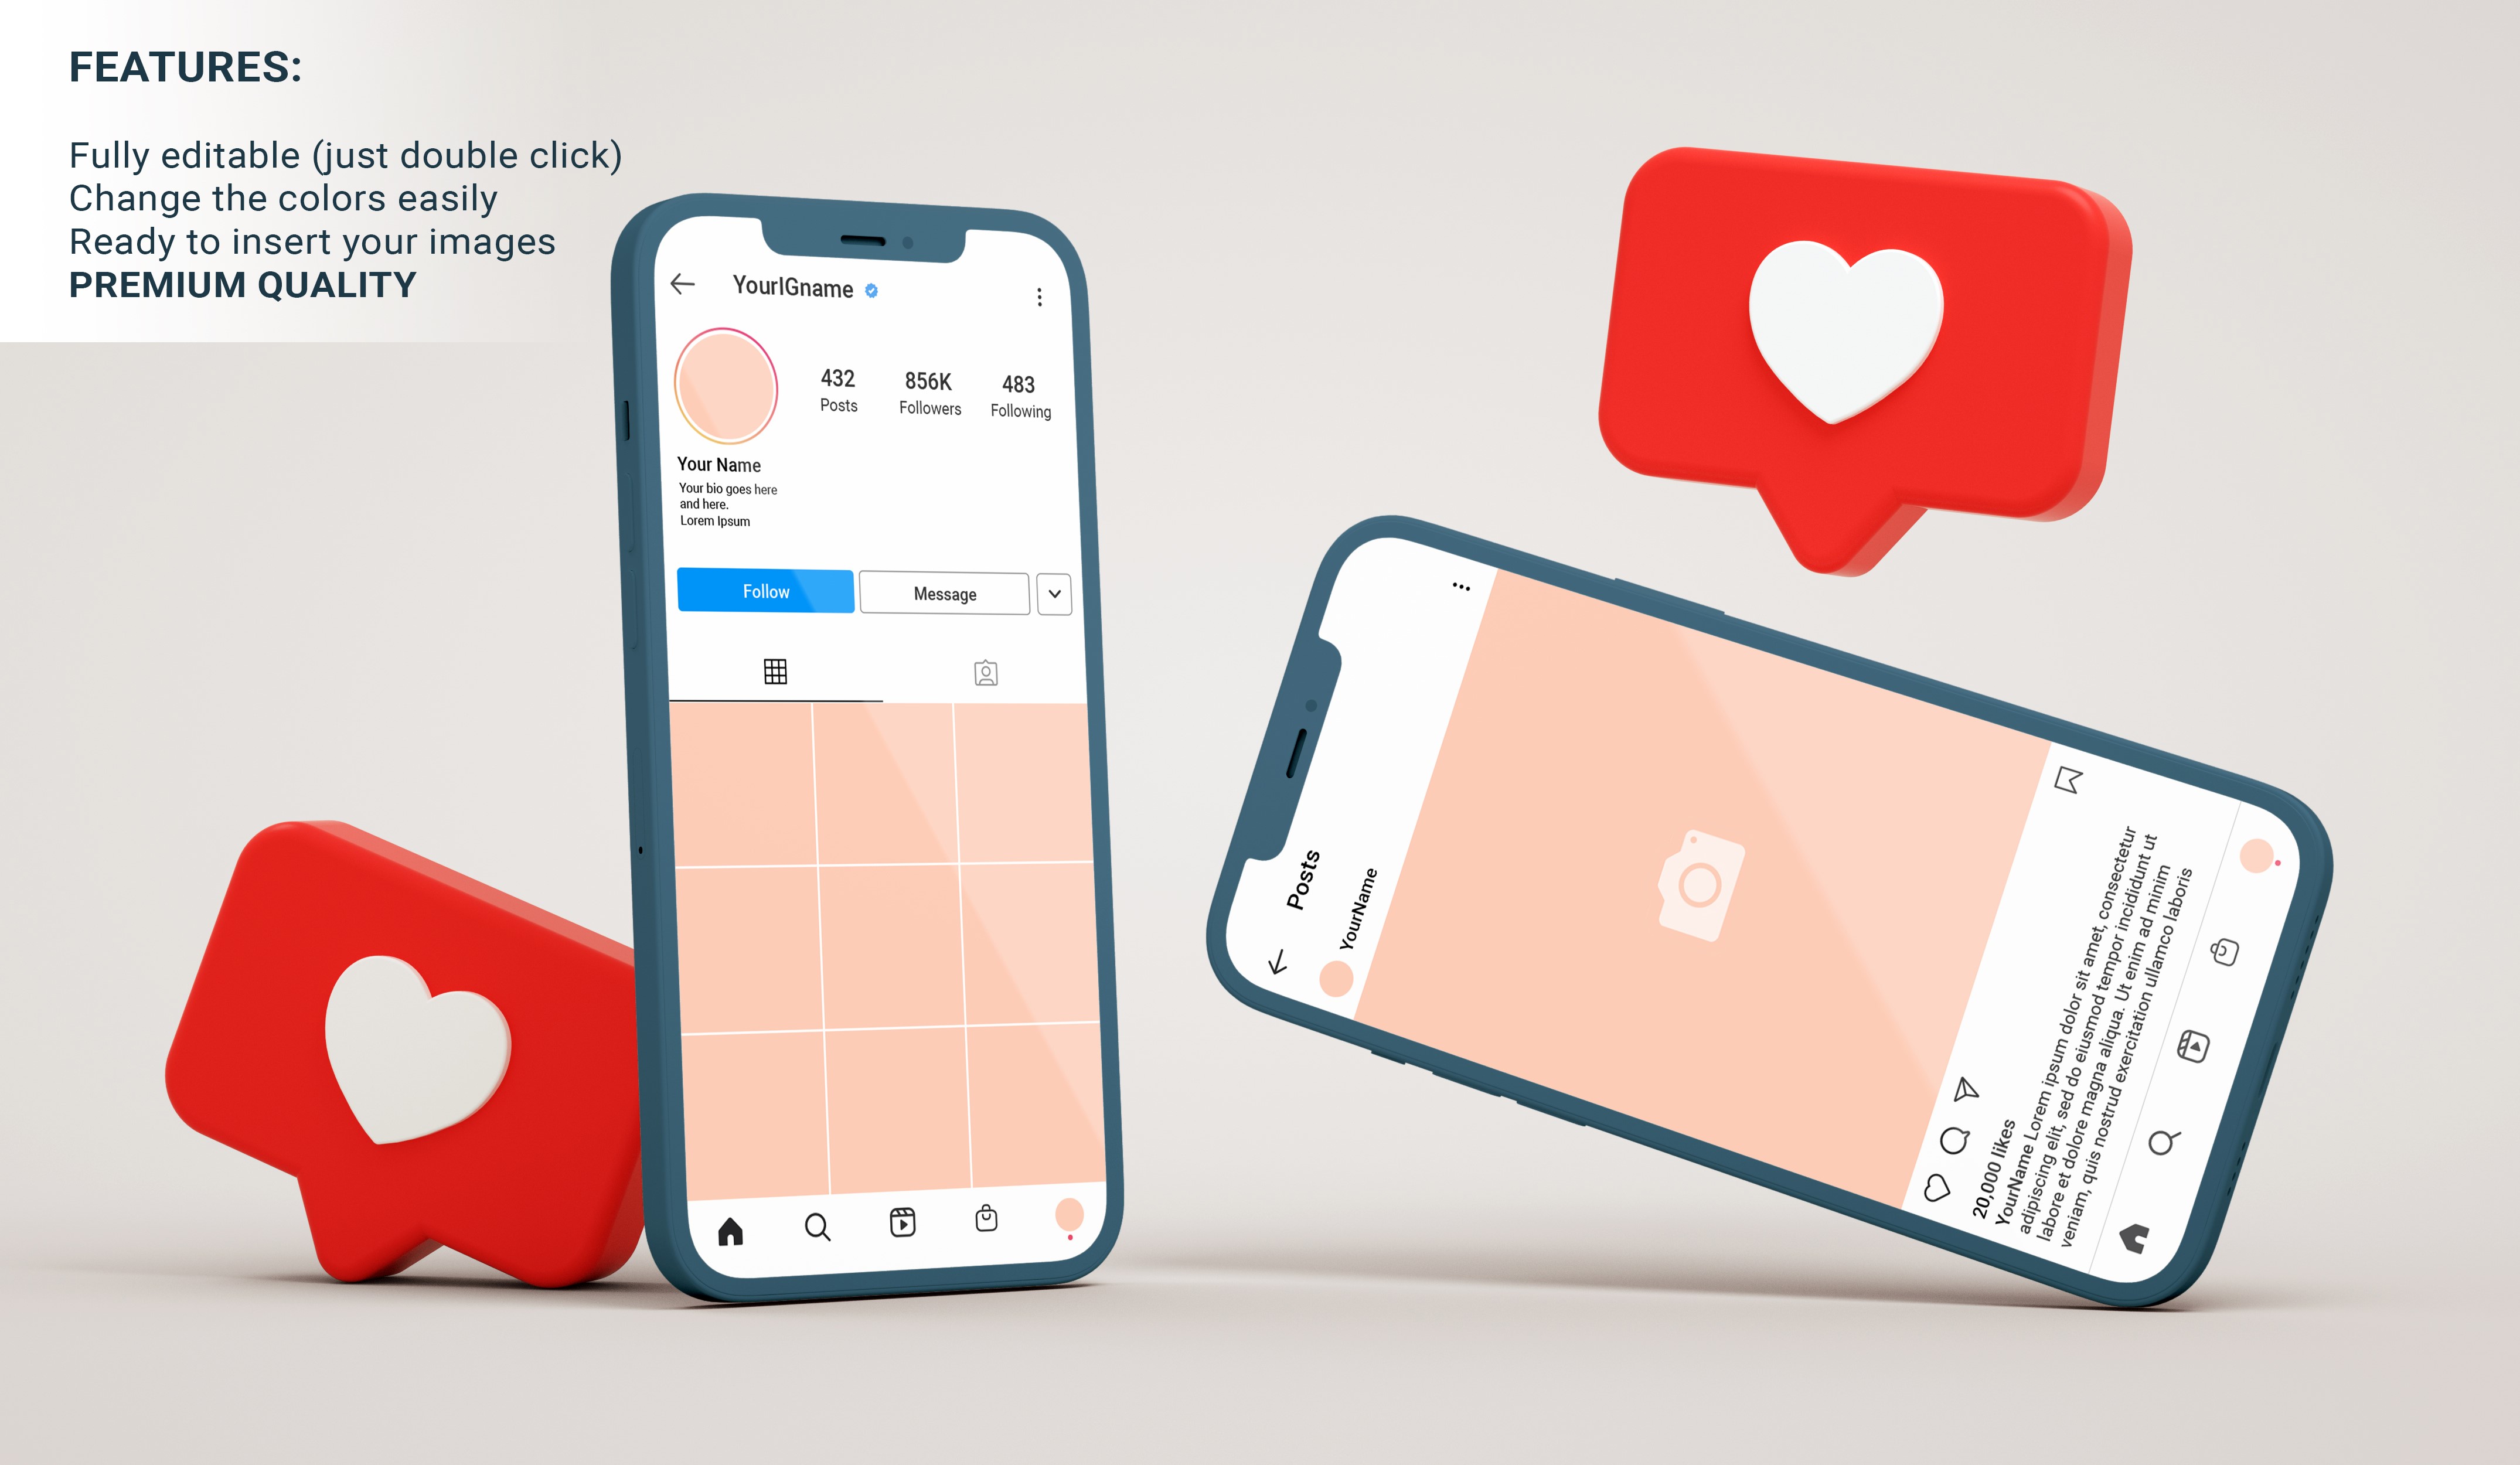 FEATURES:
Fully editable (just double click)
Change the colors easily
Ready to insert your images
PREMIUM QUALITY
YourIGname
432
Posts
856K
Followers
483
Following
Your Name
Your bio goes here
and here.
Lorem Ipsum
Follow
Message
Posts
YourName
20,000 likes
YourName Lorem ipsum dolor sit amet, consectetur
adipiscing elit, sed do eiusmod tempor incididunt ut
labore et dolore magna aliqua. Ut enim ad minim
veniam, quis nostrud exercitation ullamco laboris